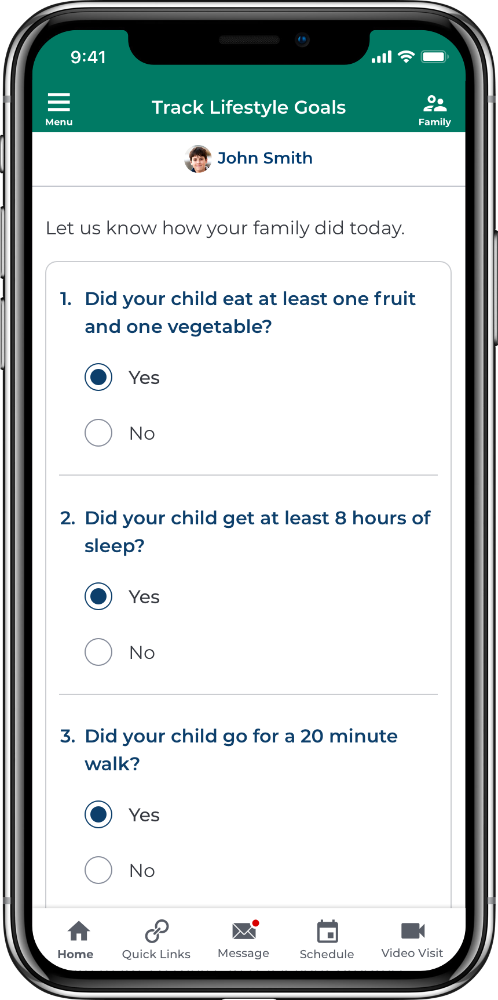 9:41
Menu
Track Lifestyle Goals
Family
John Smith
Let us know how your family did today.
1. Did your child eat at least one fruit
and one vegetable?
Yes
No
2. Did your child get at least 8 hours of
sleep?
Yes
No
3. Did your child go for a 20 minute
walk?
Yes
No
Home
Quick Links
Message
Schedule
Video Visit